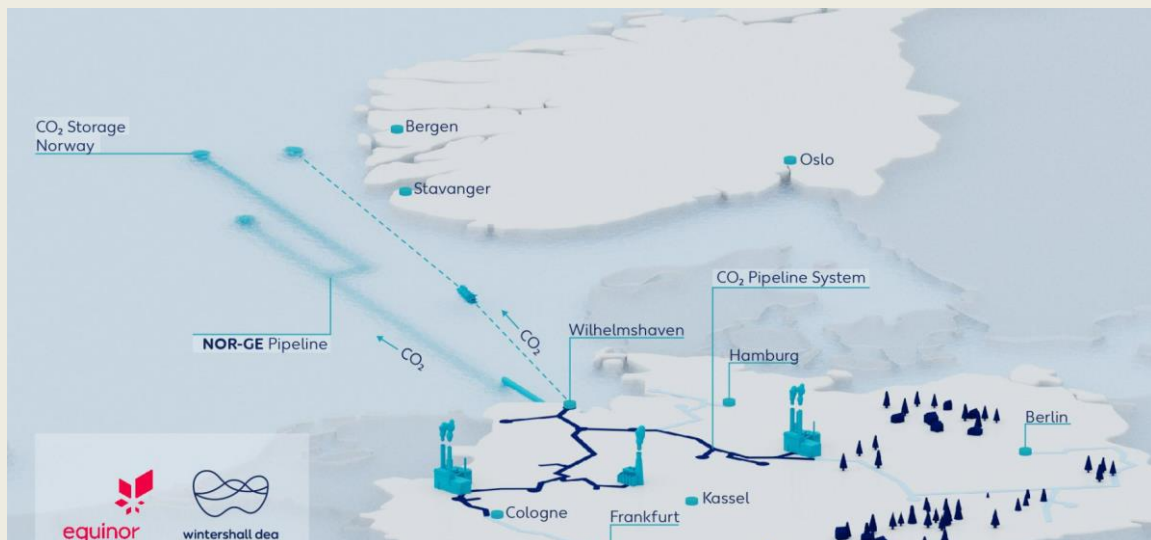 CO₂ Storage
Norway
Bergen
Oslo
Stavanger
CO₂ Pipeline System
NOR-GE Pipeline
CO₂
CO₂
Wilhelmshaven
Hamburg
Berlin
Kassel
Cologne
Frankfurt
equinor
wintershall dea